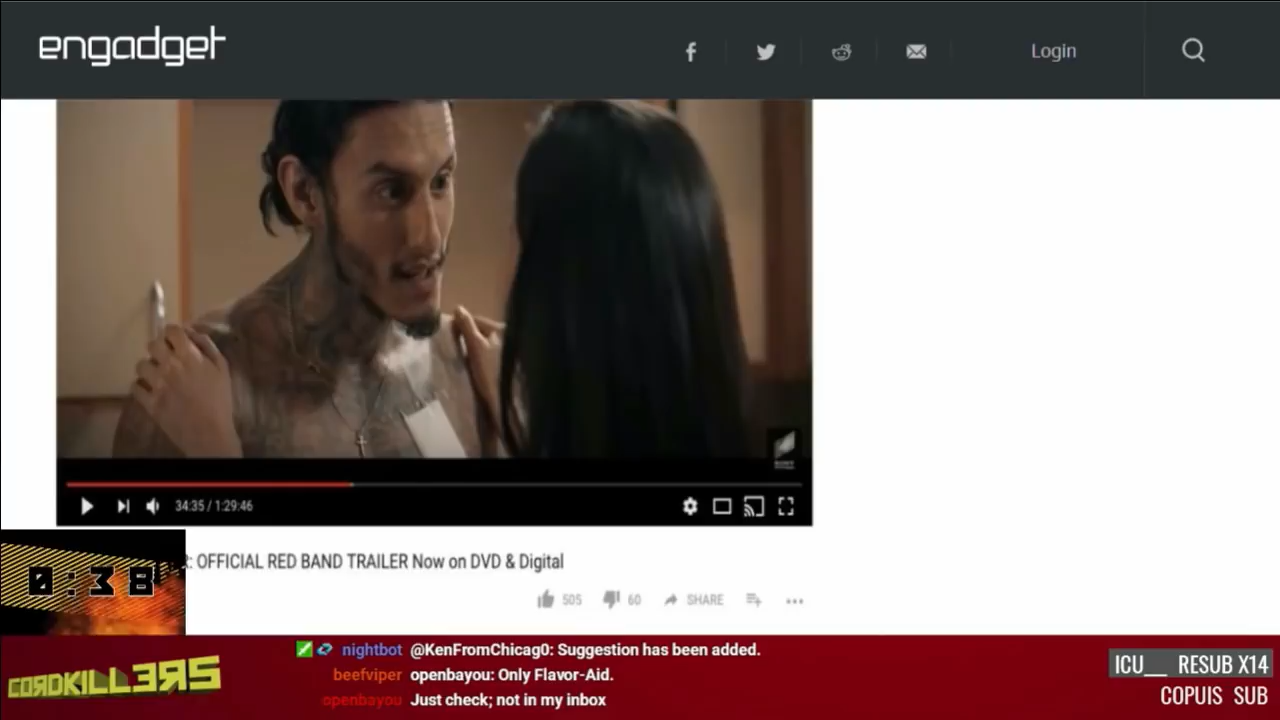 engadget
Login
34:35 / 1:29:46
: OFFICIAL RED BAND TRAILER Now on DVD & Digital
505 60 SHARE
0:38
nightbot @KenFromChicag0: Suggestion has been added.
beefviper openbayou: Only Flavor-Aid.
openbayou Just check; not in my inbox
CORDKILLERS
ICU__ RESUB X14
COPUIS SUB